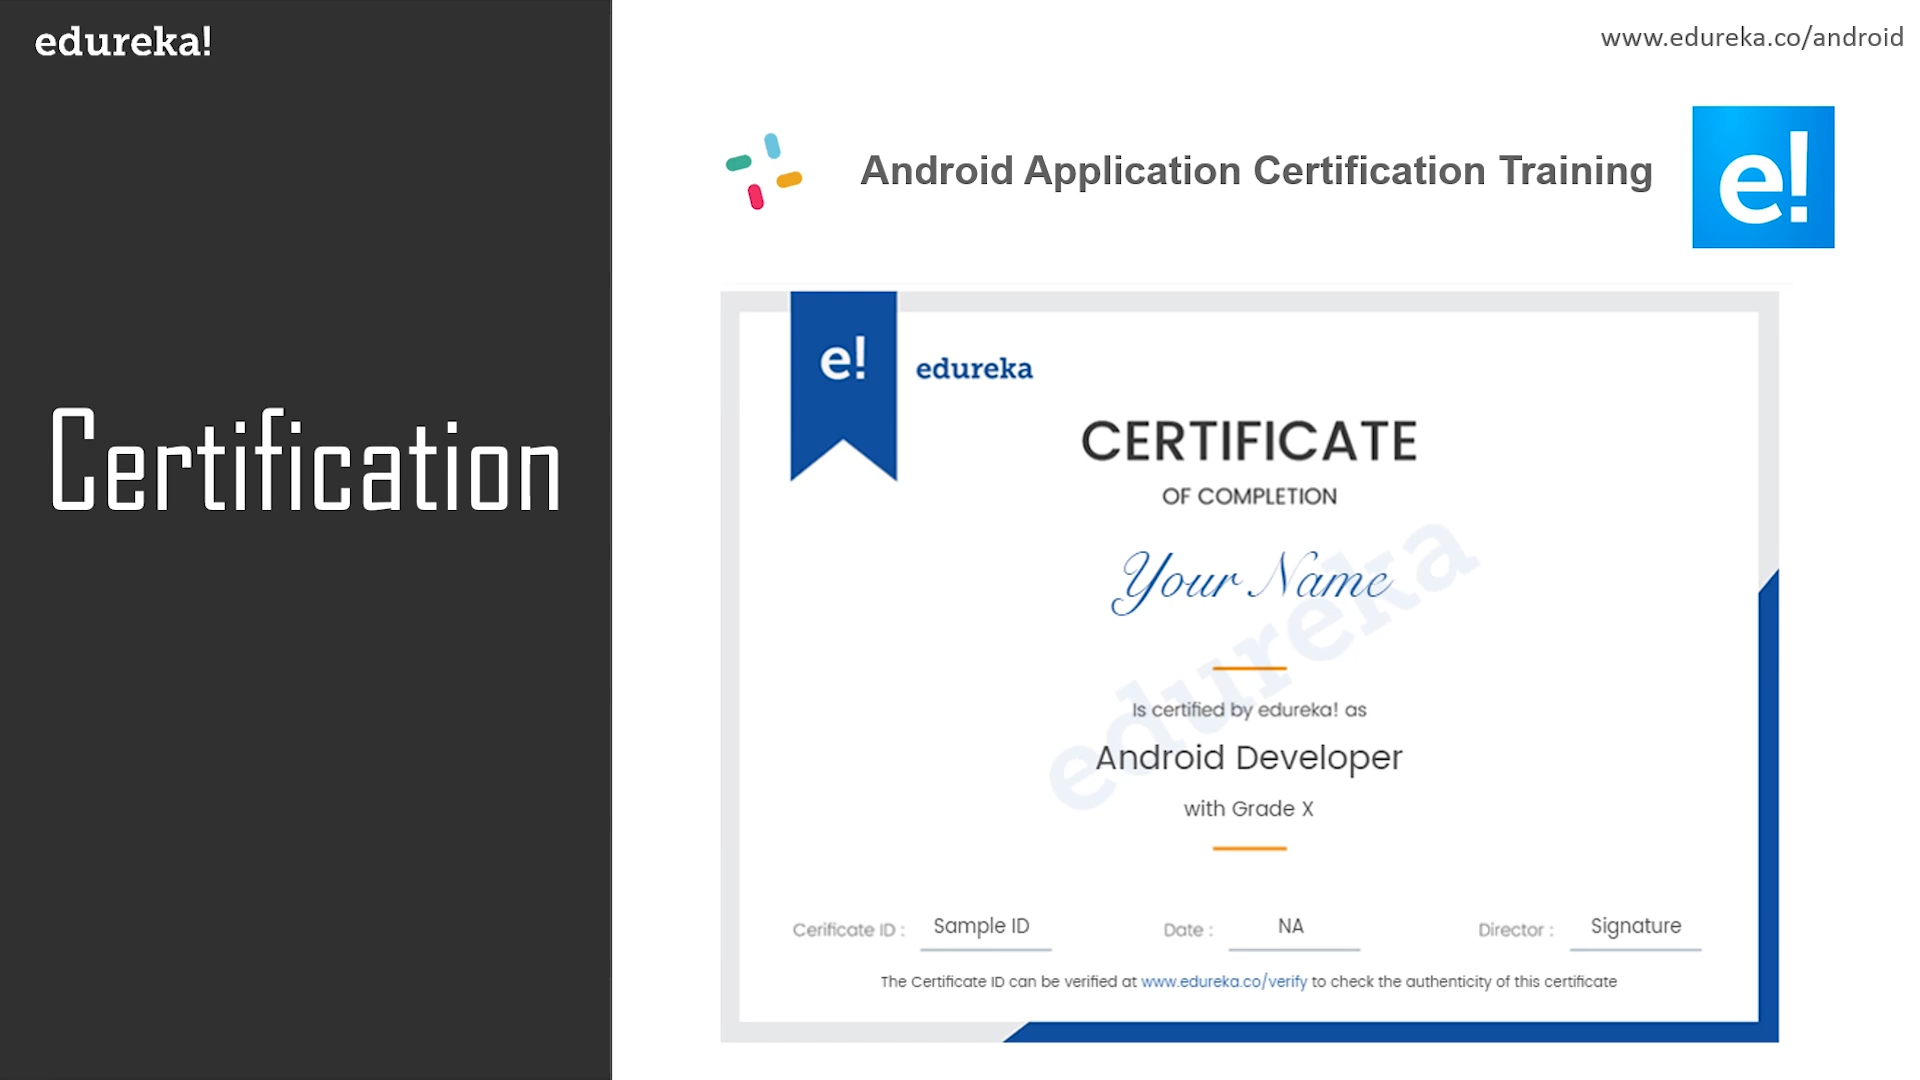 edureka!
www.edureka.co/android
Certification
Android Application Certification Training
e!
e!
edureka
CERTIFICATE
OF COMPLETION
Your Name
edureka
Is certified by edureka! as
Android Developer
with Grade X
Cerificate ID : Sample ID Date : NA Director : Signature
The Certificate ID can be verified at www.edureka.co/verify to check the authenticity of this certificate